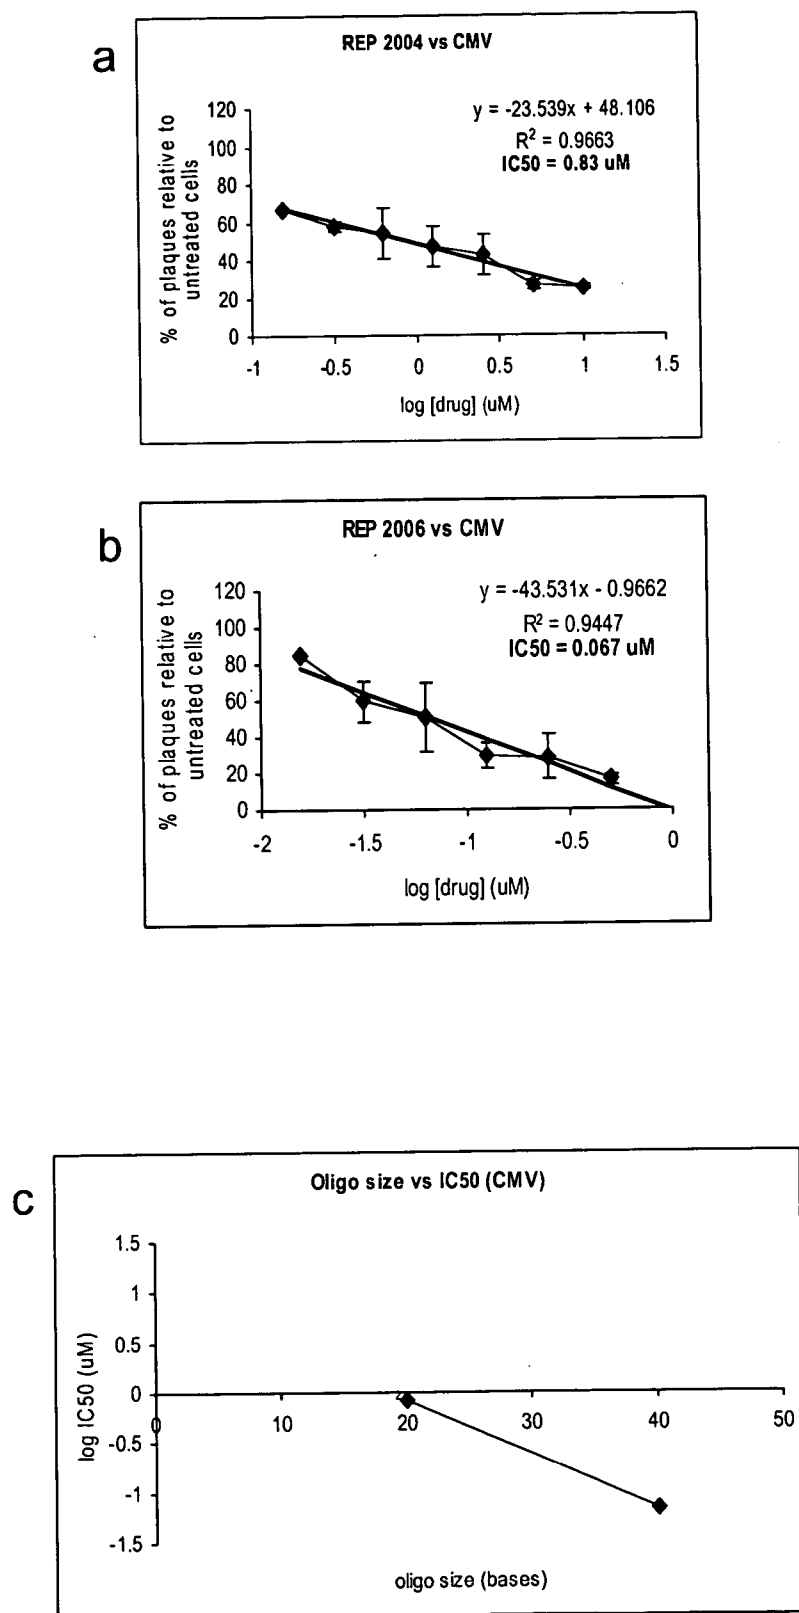 a
REP 2004 vs CMV
y = -23.539x + 48.106
R² = 0.9663
IC50 = 0.83 uM
% of plaques relative to
untreated cells
120
100
80
60
40
20
0
-1 -0.5 0 0.5 1 1.5
log [drug] (uM)
b
REP 2006 vs CMV
y = -43.531x - 0.9662
R² = 0.9447
IC50 = 0.067 uM
% of plaques relative to
untreated cells
120
100
80
60
40
20
0
-2 -1.5 -1 -0.5 0
log [drug] (uM)
c
Oligo size vs IC50 (CMV)
log IC50 (uM)
1.5
1
0.5
0
-0.5
-1
-1.5
0 10 20 30 40 50
oligo size (bases)